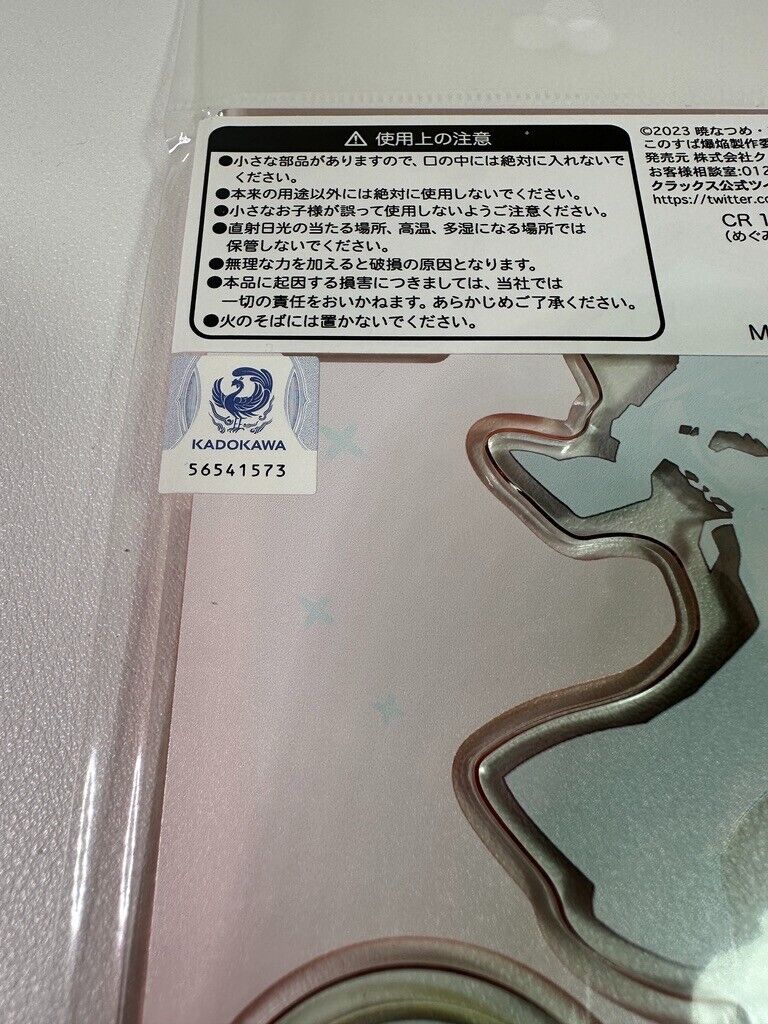 ⚠ 使用上の注意
●小さな部品がありますので、口の中には絶対に入れないで
ください。
●本来の用途以外には絶対に使用しないでください。
●小さなお子様が誤って使用しないようご注意ください。
●直射日光の当たる場所、高温、多湿になる場所では
保管しないでください。
●無理な力を加えると破損の原因となります。
●本品に起因する損害につきましては、当社では
一切の責任をおいかねます。あらかじめご了承ください。
●火のそばには置かないでください。
©2023 暁なつめ・
このすば爆焔製作委
発売元 株式会社ク
お客様相談室:012
クラックス公式ツイ
https://twitter.co
CR 1
(めぐみ
M
KADOKAWA
56541573